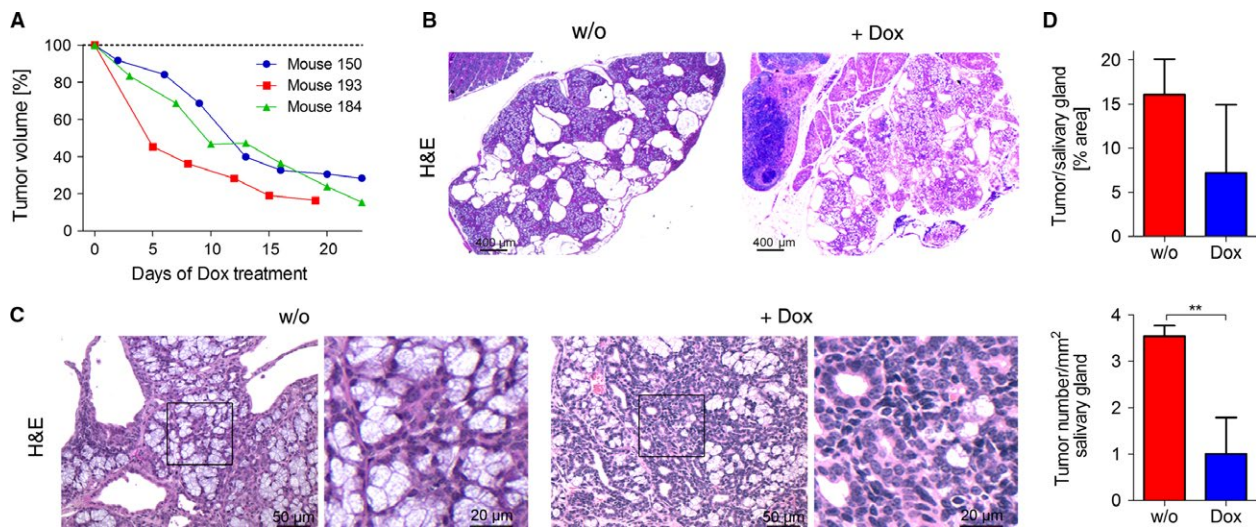 A
Tumor volume [%]
100
80
60
40
20
0
0 5 10 15 20
Days of Dox treatment
Mouse 150
Mouse 193
Mouse 184
B
w/o
+ Dox
H&E
400 µm
400 µm
C
w/o
+ Dox
H&E
50 µm
20 µm
50 µm
20 µm
D
Tumor/salivary gland
[% area]
20
15
10
5
0
w/o Dox
Tumor number/mm²
salivary gland
4
3
2
1
0
**
w/o Dox